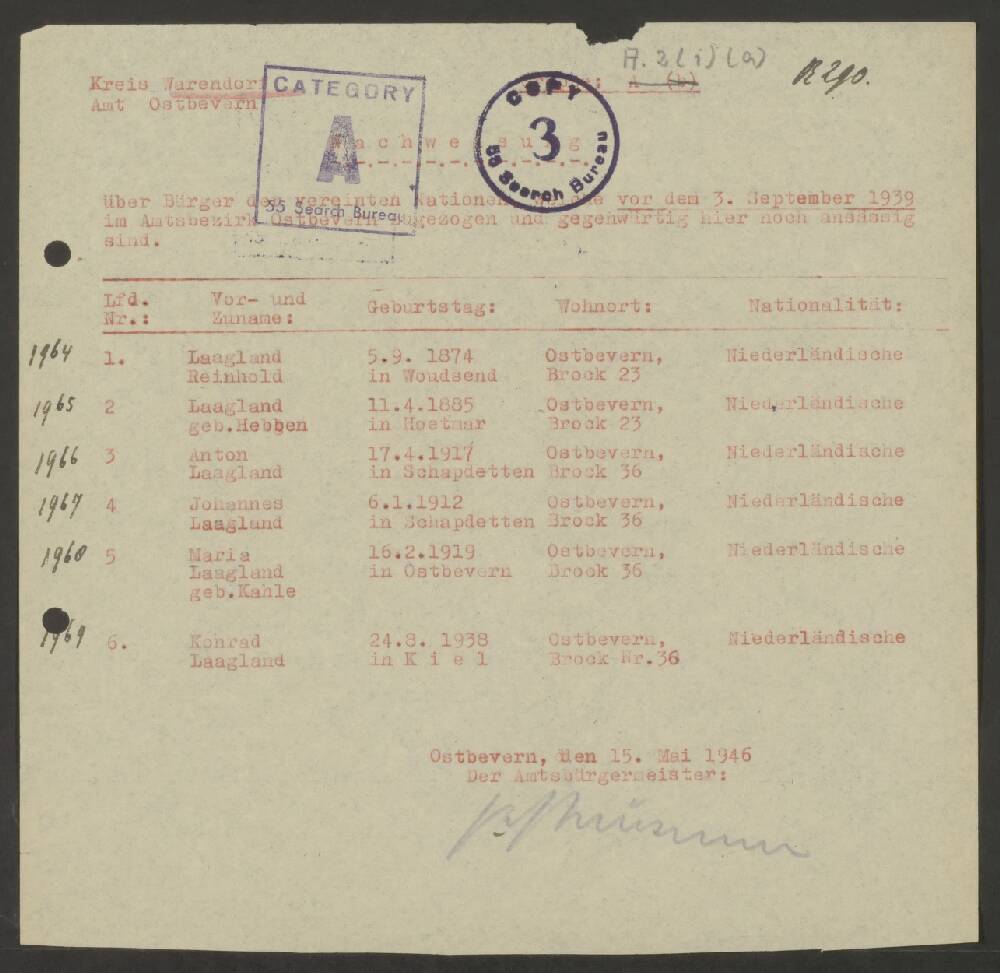 A.2(i)(a)
R 290.
Kreis Warendorf A (b)
Amt Ostbevern
CATEGORY
A
55 Search Bureau
COPY
3
55 Search Bureau
Nachweisung
über Bürger der vereinten Nationen, welche vor dem 3. September 1939
im Amtsbezirk Ostbevern zugezogen und gegenwärtig hier noch ansässig
sind.
Lfd. Nr.: Vor- und Zuname: Geburtstag: Wohnort: Nationalität:
1964 1. Laagland 5.9. 1874 Ostbevern, Niederländische
Reinhold in Woudsend Brock 23
1965 2 Laagland 11.4.1885 Ostbevern, Niederländische
geb.Hebben in Hoetmar Brock 23
1966 3 Anton 17.4.1917 Ostbevern, Niederländische
Laagland in Schapdetten Brock 36
1967 4 Johannes 6.1.1912 Ostbevern, Niederländische
Laagland in Schapdetten Brock 36
1968 5 Maria 16.2.1919 Ostbevern, Niederländische
Laagland in Ostbevern Brock 36
geb.Kahle
1969 6. Konrad 24.8. 1938 Ostbevern, Niederländische
Laagland in K i e l Brock Nr.36
Ostbevern, den 15. Mai 1946
Der Amtsbürgermeister: